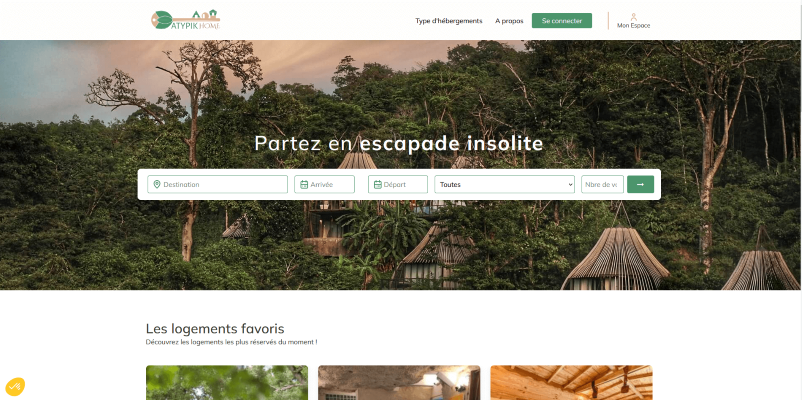 ATYPIK HOME
Type d'hébergements
A propos
Se connecter
Mon Espace
Partez en escapade insolite
Destination
Arrivée
Départ
Toutes
Nbre de vo
Les logements favoris
Découvrez les logements les plus réservés du moment !